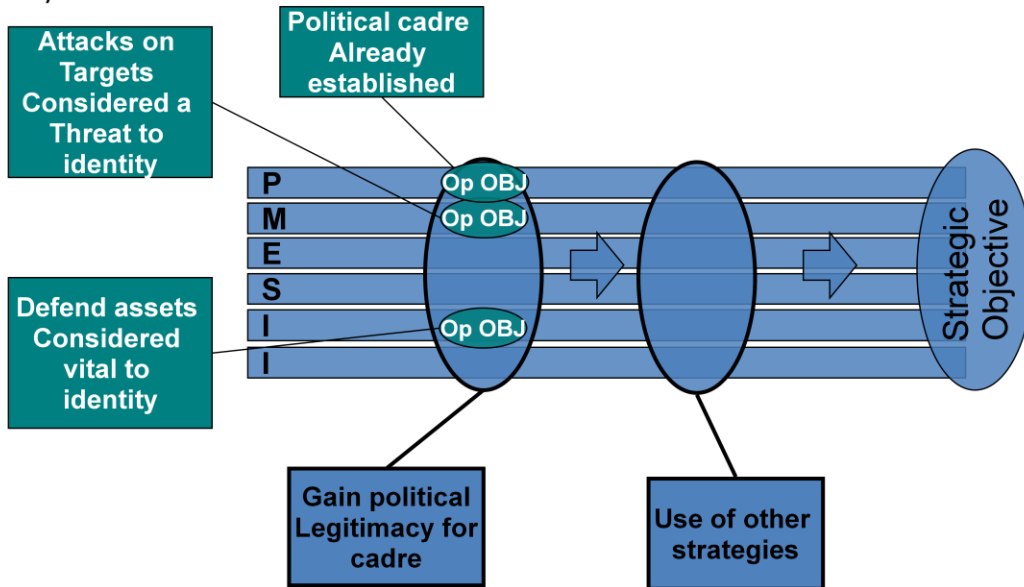 Attacks on
Targets
Considered a
Threat to
identity
Political cadre
Already
established
P
M
E
S
I
I
Op OBJ
Op OBJ
Op OBJ
Strategic
Objective
Defend assets
Considered
vital to
identity
Gain political
Legitimacy for
cadre
Use of other
strategies